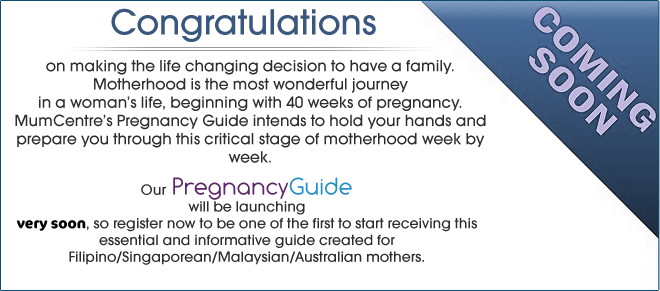 Congratulations
on making the life changing decision to have a family.
Motherhood is the most wonderful journey
in a woman's life, beginning with 40 weeks of pregnancy.
MumCentre's Pregnancy Guide intends to hold your hands and
prepare you through this critical stage of motherhood week by
week.
Our PregnancyGuide
will be launching
very soon, so register now to be one of the first to start receiving this
essential and informative guide created for
Filipino/Singaporean/Malaysian/Australian mothers.
COMING
SOON